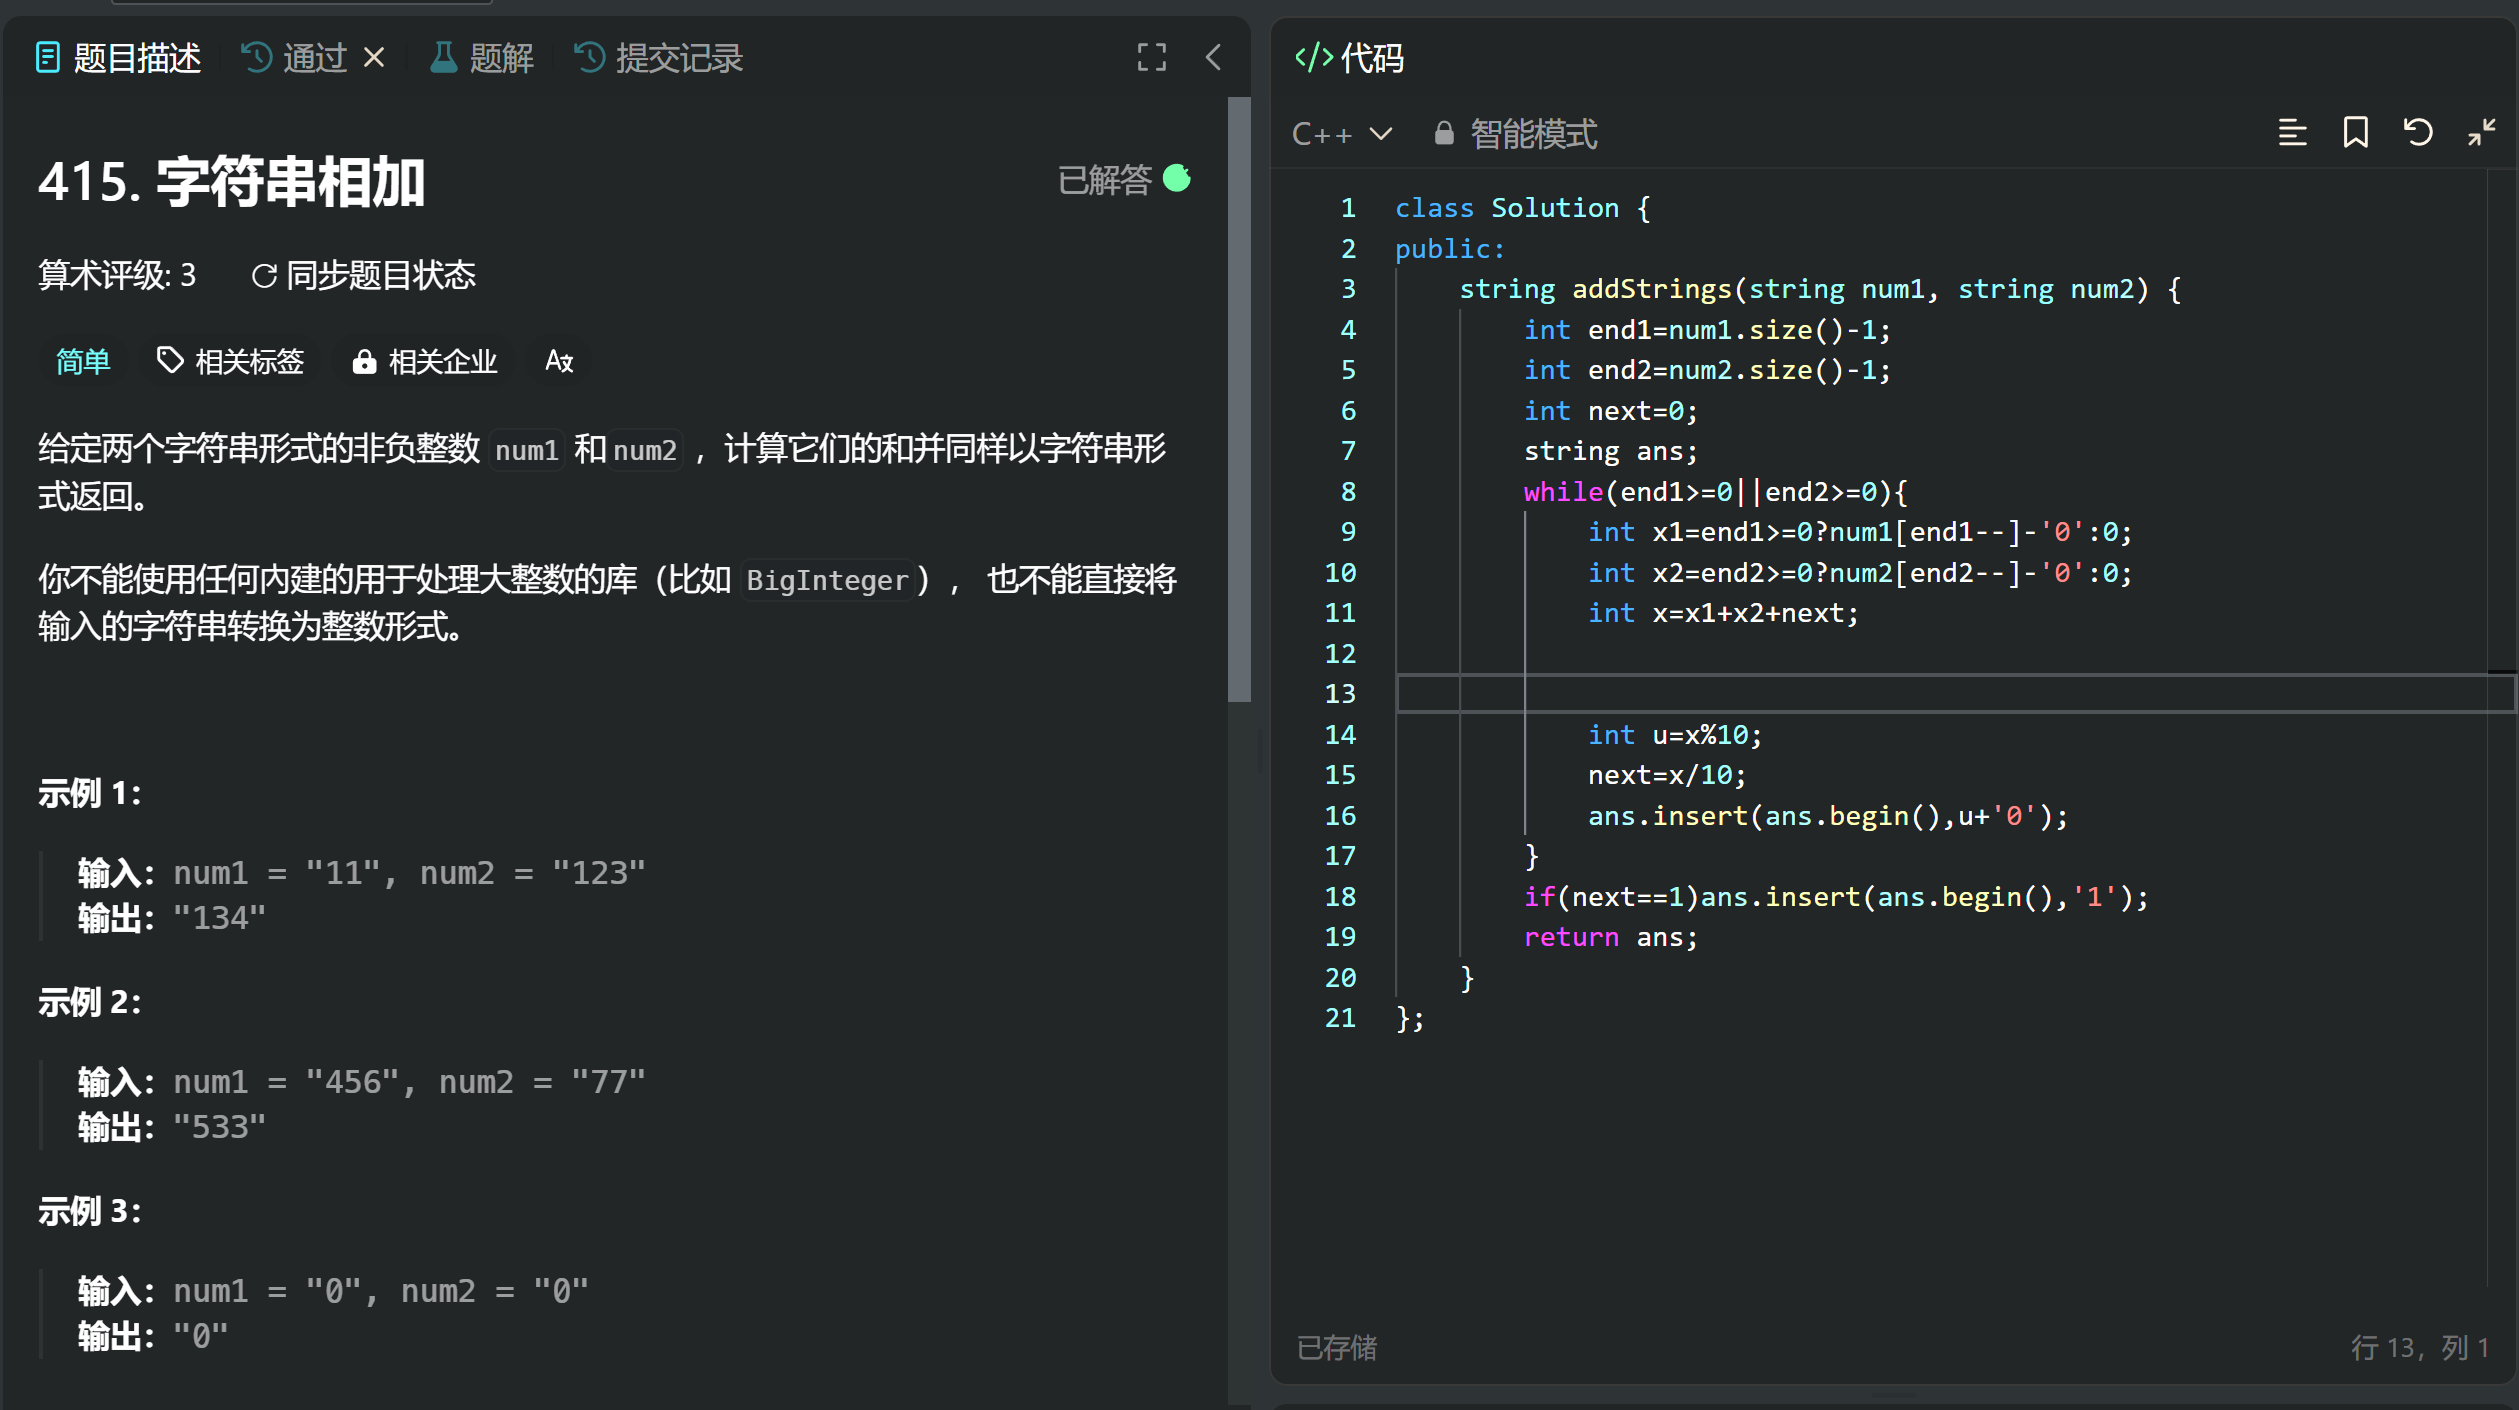 题目描述 通过 题解 提交记录
415. 字符串相加
已解答
算术评级: 3 同步题目状态
简单 相关标签 相关企业 Aあ
给定两个字符串形式的非负整数 num1 和num2 ，计算它们的和并同样以字符串形
式返回。
你不能使用任何內建的用于处理大整数的库（比如 BigInteger）， 也不能直接将
输入的字符串转换为整数形式。
示例 1：
输入：num1 = "11", num2 = "123"
输出："134"
示例 2：
输入：num1 = "456", num2 = "77"
输出："533"
示例 3：
输入：num1 = "0", num2 = "0"
输出："0"
</> 代码
C++ 智能模式
1 class Solution {
2 public:
3     string addStrings(string num1, string num2) {
4         int end1=num1.size()-1;
5         int end2=num2.size()-1;
6         int next=0;
7         string ans;
8         while(end1>=0||end2>=0){
9             int x1=end1>=0?num1[end1--]-'0':0;
10             int x2=end2>=0?num2[end2--]-'0':0;
11             int x=x1+x2+next;
12
13
14             int u=x%10;
15             next=x/10;
16             ans.insert(ans.begin(),u+'0');
17         }
18         if(next==1)ans.insert(ans.begin(),'1');
19         return ans;
20     }
21 };
已存储
行 13，列 1